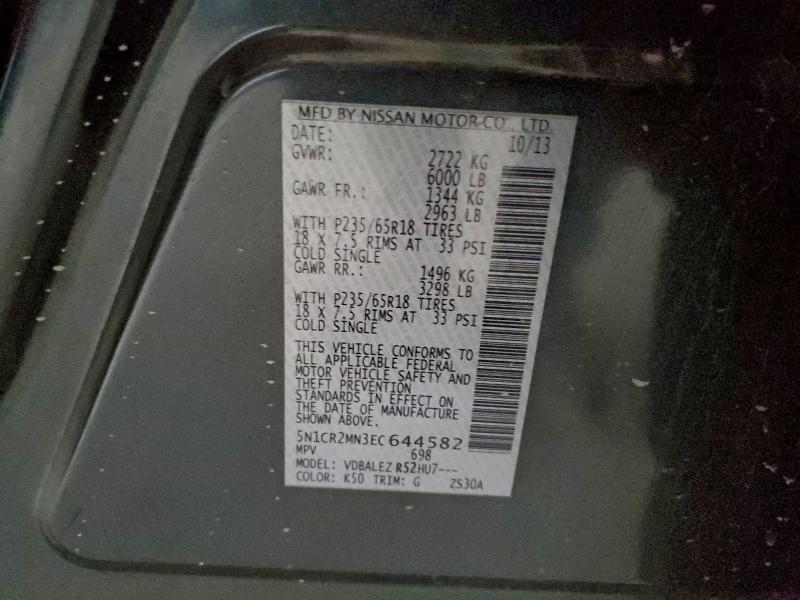 MFD BY NISSAN MOTOR CO., LTD.
DATE: 10/13
GVWR: 2722 KG
6000 LB
GAWR FR.: 1344 KG
2963 LB
WITH P235/65R18 TIRES
18 X 7.5 RIMS AT 33 PSI
COLD SINGLE
GAWR RR.: 1496 KG
3298 LB
WITH P235/65R18 TIRES
18 X 7.5 RIMS AT 33 PSI
COLD SINGLE
THIS VEHICLE CONFORMS TO
ALL APPLICABLE FEDERAL
MOTOR VEHICLE SAFETY AND
THEFT PREVENTION
STANDARDS IN EFFECT ON
THE DATE OF MANUFACTURE
SHOWN ABOVE.
5N1CR2MN3EC644582
MPV 698
MODEL: VDBALEZ R52HU7---
COLOR: K50 TRIM: G ZS30A